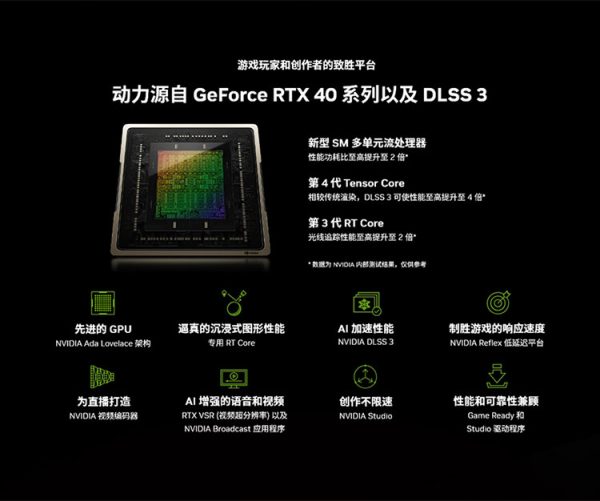 游戏玩家和创作者的致胜平台
动力源自 GeForce RTX 40 系列以及 DLSS 3
新型 SM 多单元流处理器
性能功耗比至高提升至 2 倍*
第 4 代 Tensor Core
相较传统渲染，DLSS 3 可使性能至高提升至 4 倍*
第 3 代 RT Core
光线追踪性能至高提升至 2 倍*
* 数据为 NVIDIA 内部测试结果，仅供参考
先进的 GPU
NVIDIA Ada Lovelace 架构
逼真的沉浸式图形性能
专用 RT Core
AI 加速性能
NVIDIA DLSS 3
制胜游戏的响应速度
NVIDIA Reflex 低延迟平台
为直播打造
NVIDIA 视频编码器
AI 增强的语音和视频
RTX VSR (视频超分辨率) 以及
NVIDIA Broadcast 应用程序
创作不限速
NVIDIA Studio
性能和可靠性兼顾
Game Ready 和
Studio 驱动程序